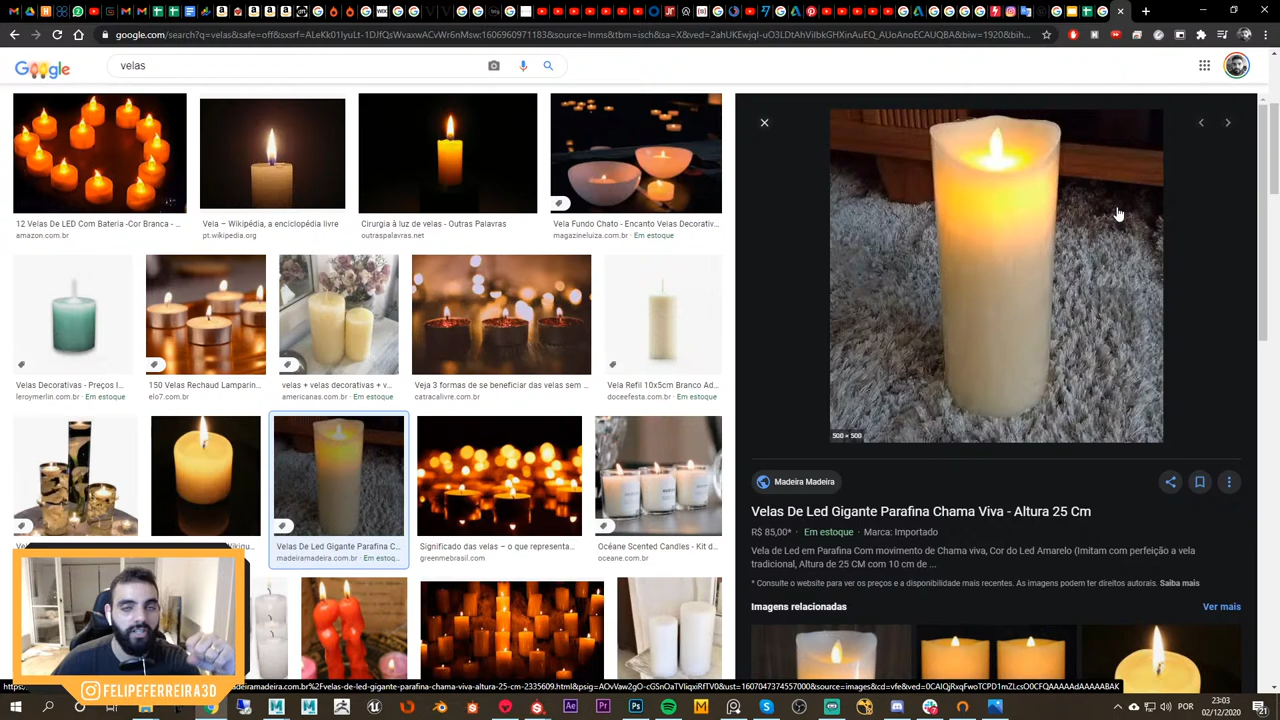 google.com/search?q=velas&safe=off&sxsrf=ALeKk01IyuLt-1DJfQsWvaxwACvWr6nMsw:1606960971183&source=lnms&tbm=isch&sa=X&ved=2ahUKEwjql-uO3LDtAhVilbkGHXinAuEQ_AUoAnoECAUQBA&biw=1920&bih...
Google
velas
12 Velas De LED Com Bateria -Cor Branca - ...
amazon.com.br
Vela – Wikipédia, a enciclopédia livre
pt.wikipedia.org
Cirurgia à luz de velas - Outras Palavras
outraspalavras.net
Vela Fundo Chato - Encanto Velas Decorativ...
magazineluiza.com.br · Em estoque
Velas Decorativas - Preços I...
leroymerlin.com.br · Em estoque
150 Velas Rechaud Lamparin...
elo7.com.br
velas + velas decorativas + v...
americanas.com.br · Em estoque
Veja 3 formas de se beneficiar das velas sem ...
catracalivre.com.br
Vela Refil 10x5cm Branco Ad...
doceefesta.com.br · Em estoque
Velas De Led Gigante Parafina C...
madeiramadeira.com.br · Em estoq...
Significado das velas – o que representa...
greenmebrasil.com
Océane Scented Candles - Kit d...
oceane.com.br
500 × 500
Madeira Madeira
Velas De Led Gigante Parafina Chama Viva - Altura 25 Cm
R$ 85,00* · Em estoque · Marca: Importado
Vela de Led em Parafina Com movimento de Chama viva, Cor do Led Amarelo (Imitam com perfeição a vela
tradicional, Altura de 25 CM com 10 cm de ...
* Consulte o website para ver os preços e a disponibilidade mais recentes. As imagens podem ter direitos autorais. Saiba mais
Imagens relacionadas
Ver mais
FELIPEFERREIRA3D
POR
23:03
02/12/2020